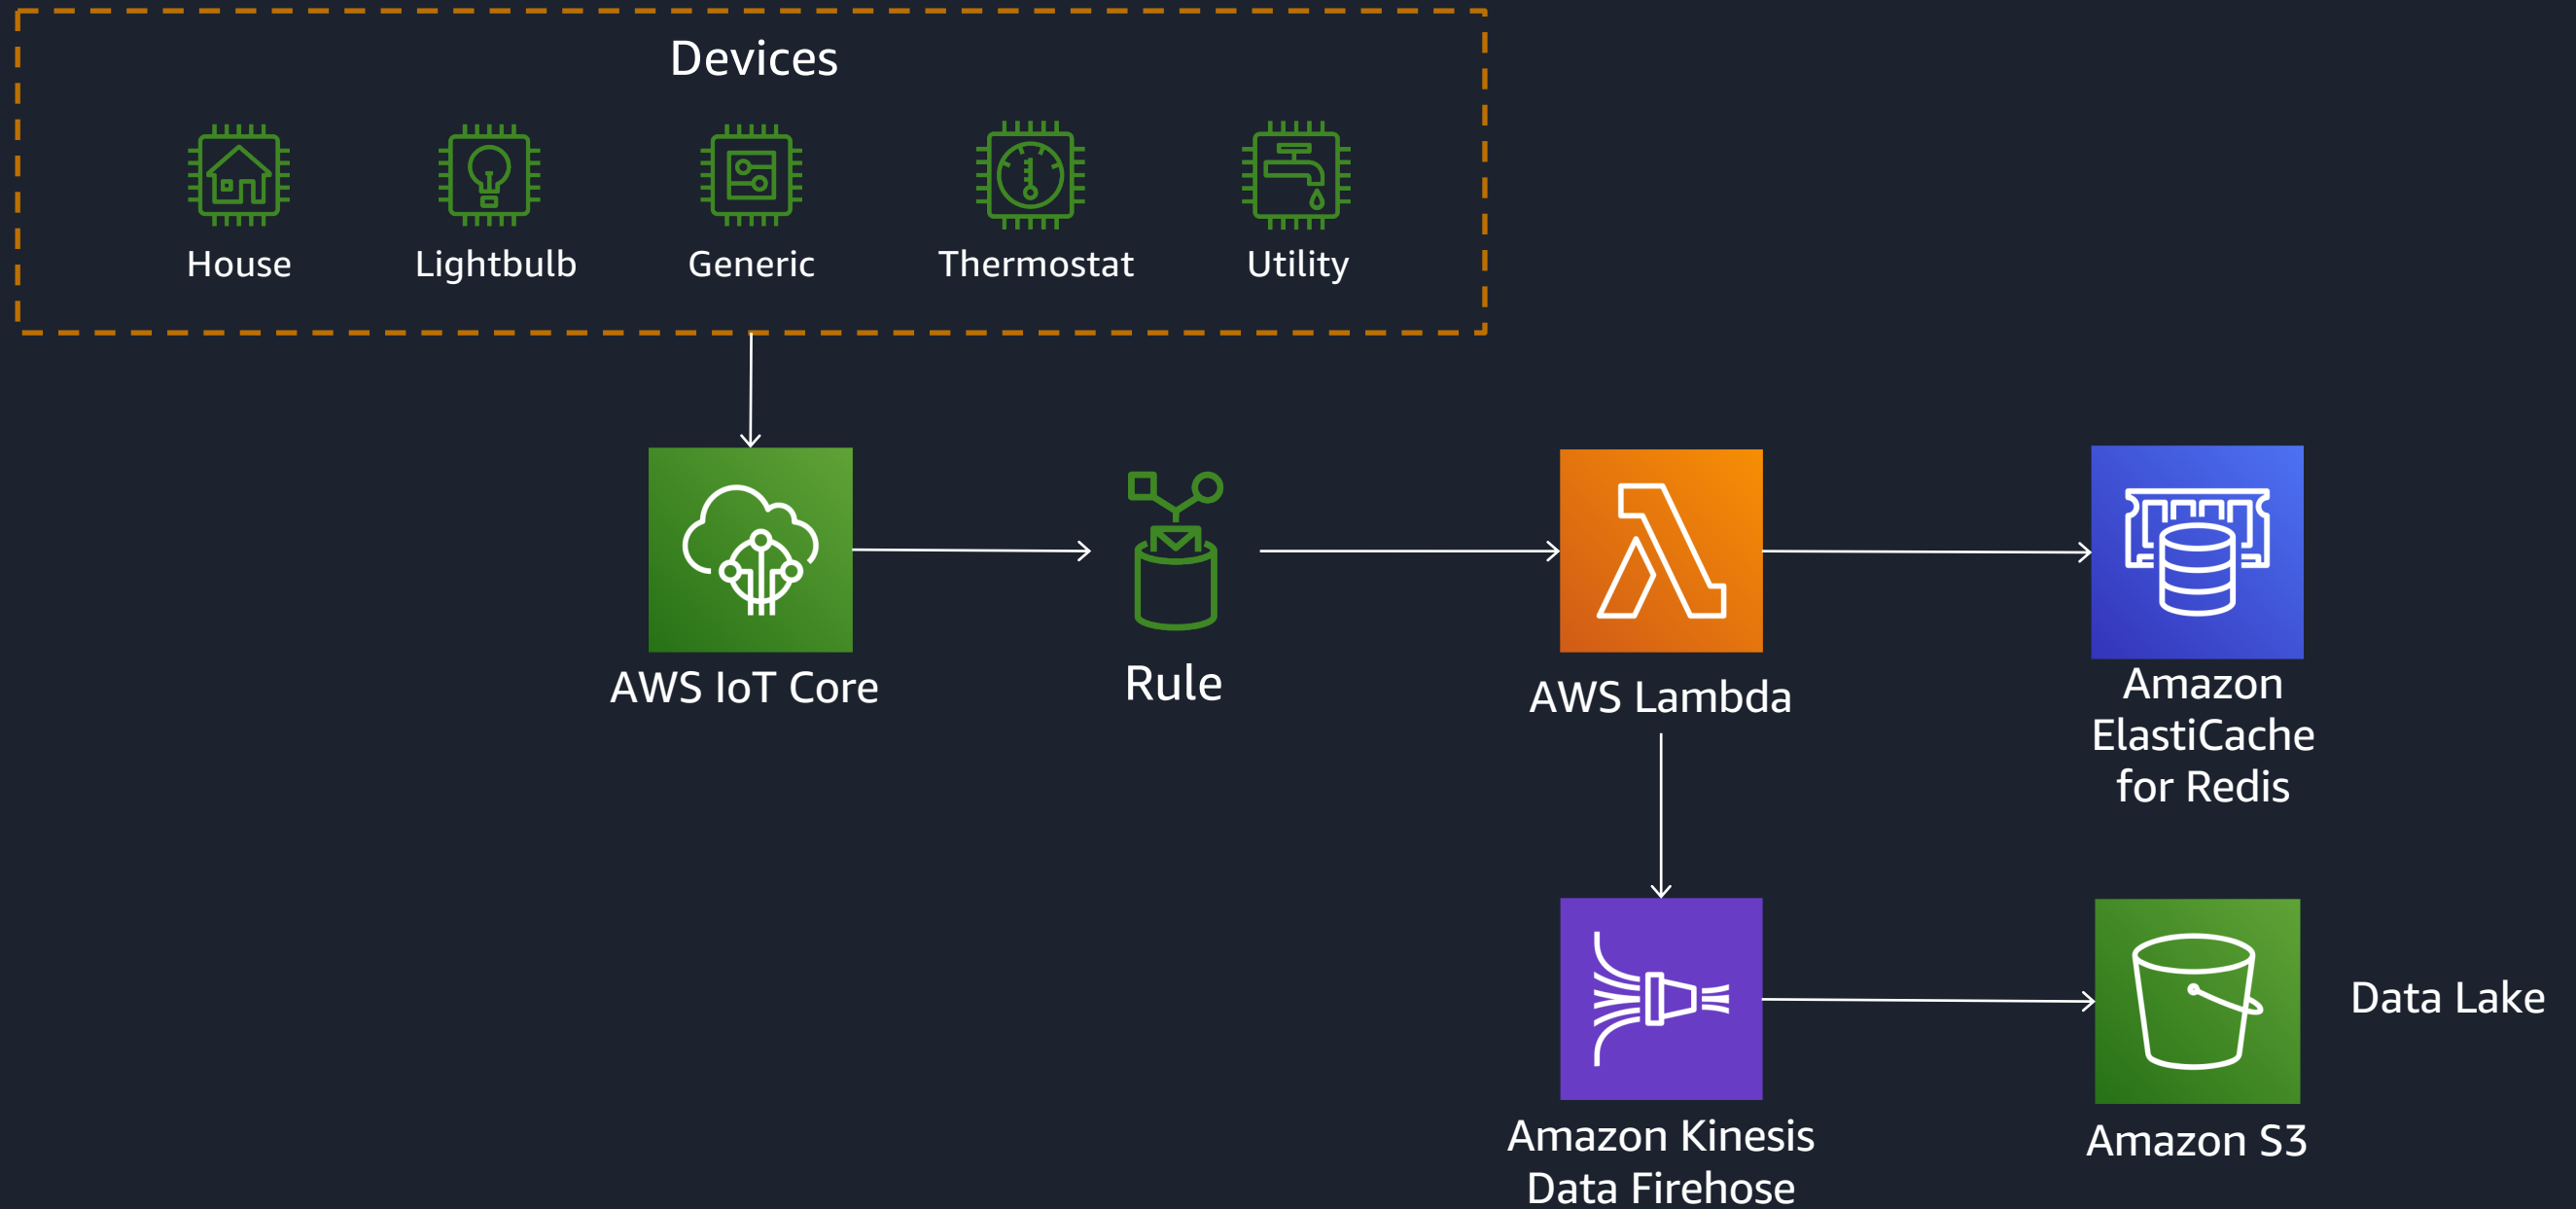 Devices
House
Lightbulb
Generic
Thermostat
Utility
AWS IoT Core
Rule
AWS Lambda
Amazon
ElastiCache
for Redis
Amazon Kinesis
Data Firehose
Amazon S3
Data Lake